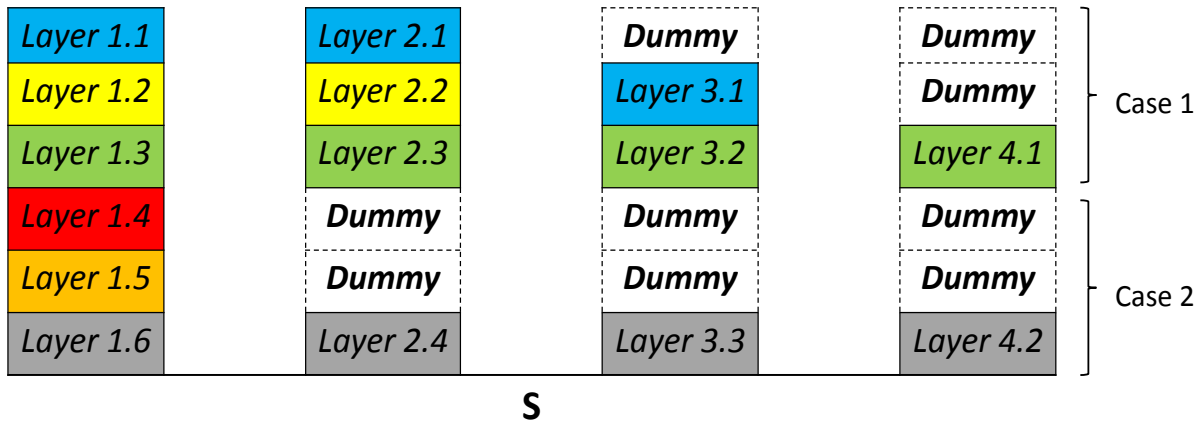 Layer 1.1 Layer 2.1 Dummy Dummy
Layer 1.2 Layer 2.2 Layer 3.1 Dummy
Case 1
Layer 1.3 Layer 2.3 Layer 3.2 Layer 4.1
Layer 1.4 Dummy Dummy Dummy
Layer 1.5 Dummy Dummy Dummy
Case 2
Layer 1.6 Layer 2.4 Layer 3.3 Layer 4.2
S